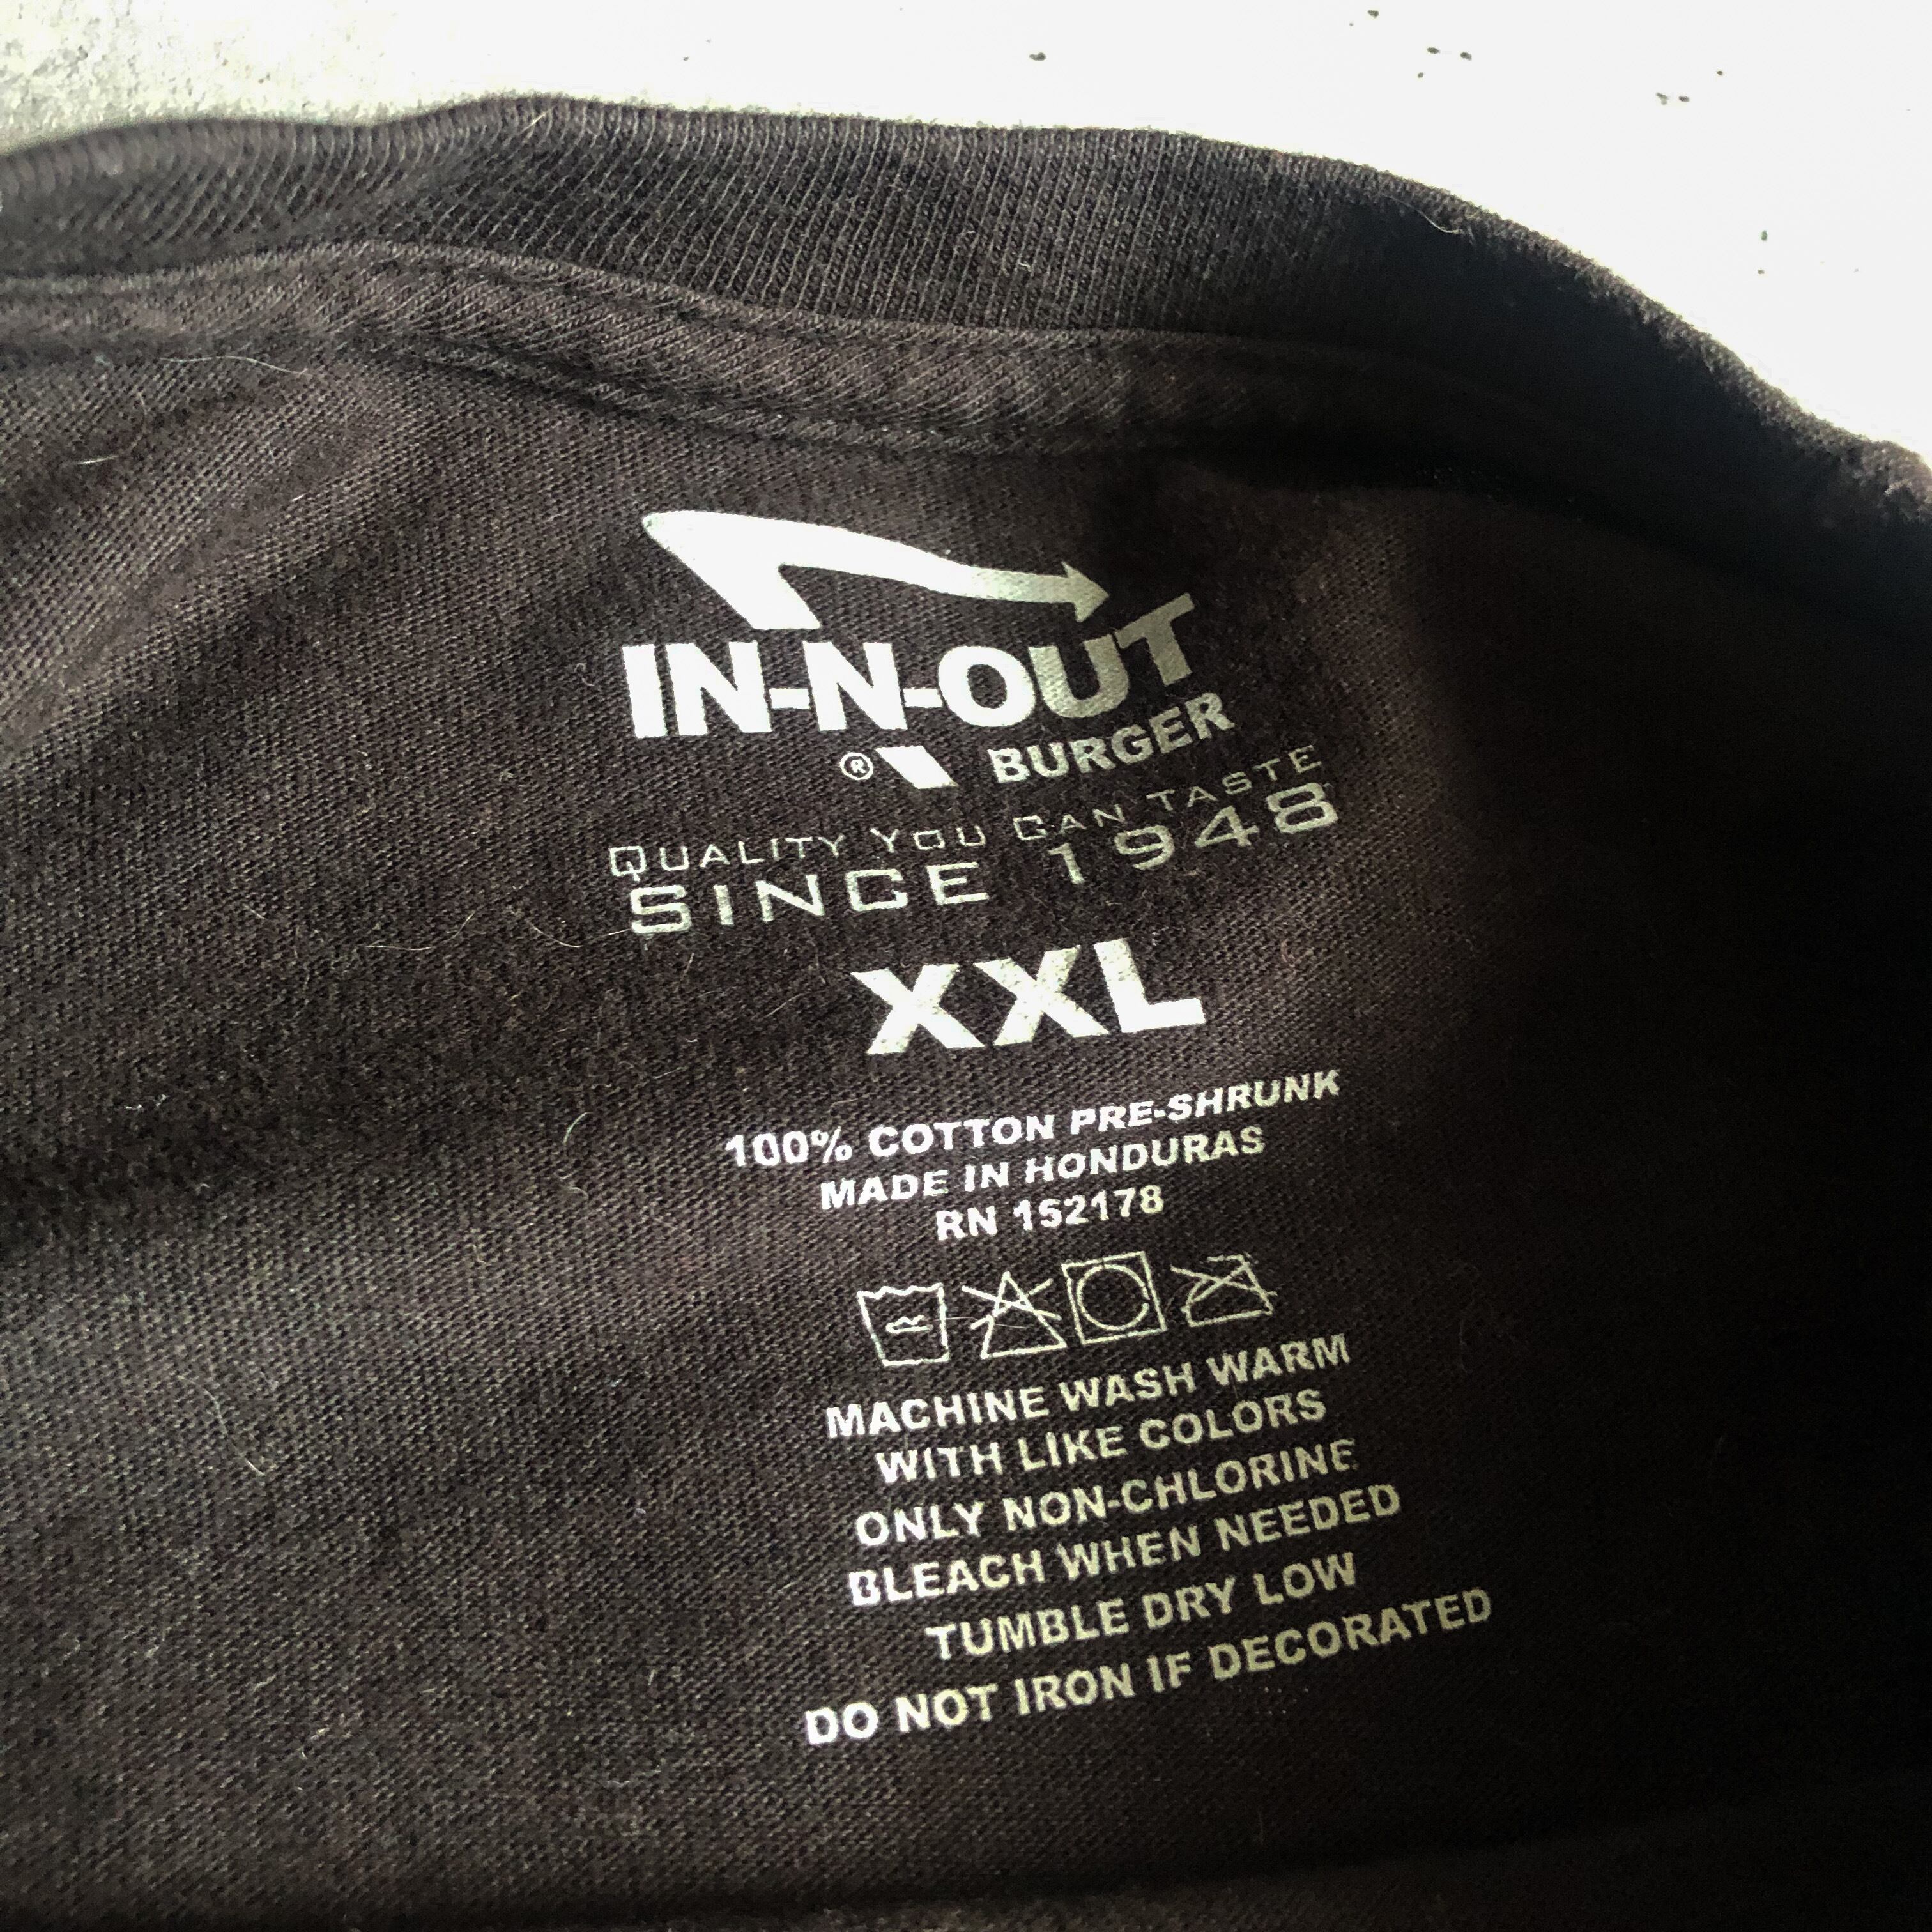 IN-N-OUT
® BURGER
QUALITY YOU CAN TASTE
SINCE 1948
XXL
100% COTTON PRE-SHRUNK
MADE IN HONDURAS
RN 152178
MACHINE WASH WARM
WITH LIKE COLORS
ONLY NON-CHLORINE
BLEACH WHEN NEEDED
TUMBLE DRY LOW
DO NOT IRON IF DECORATED